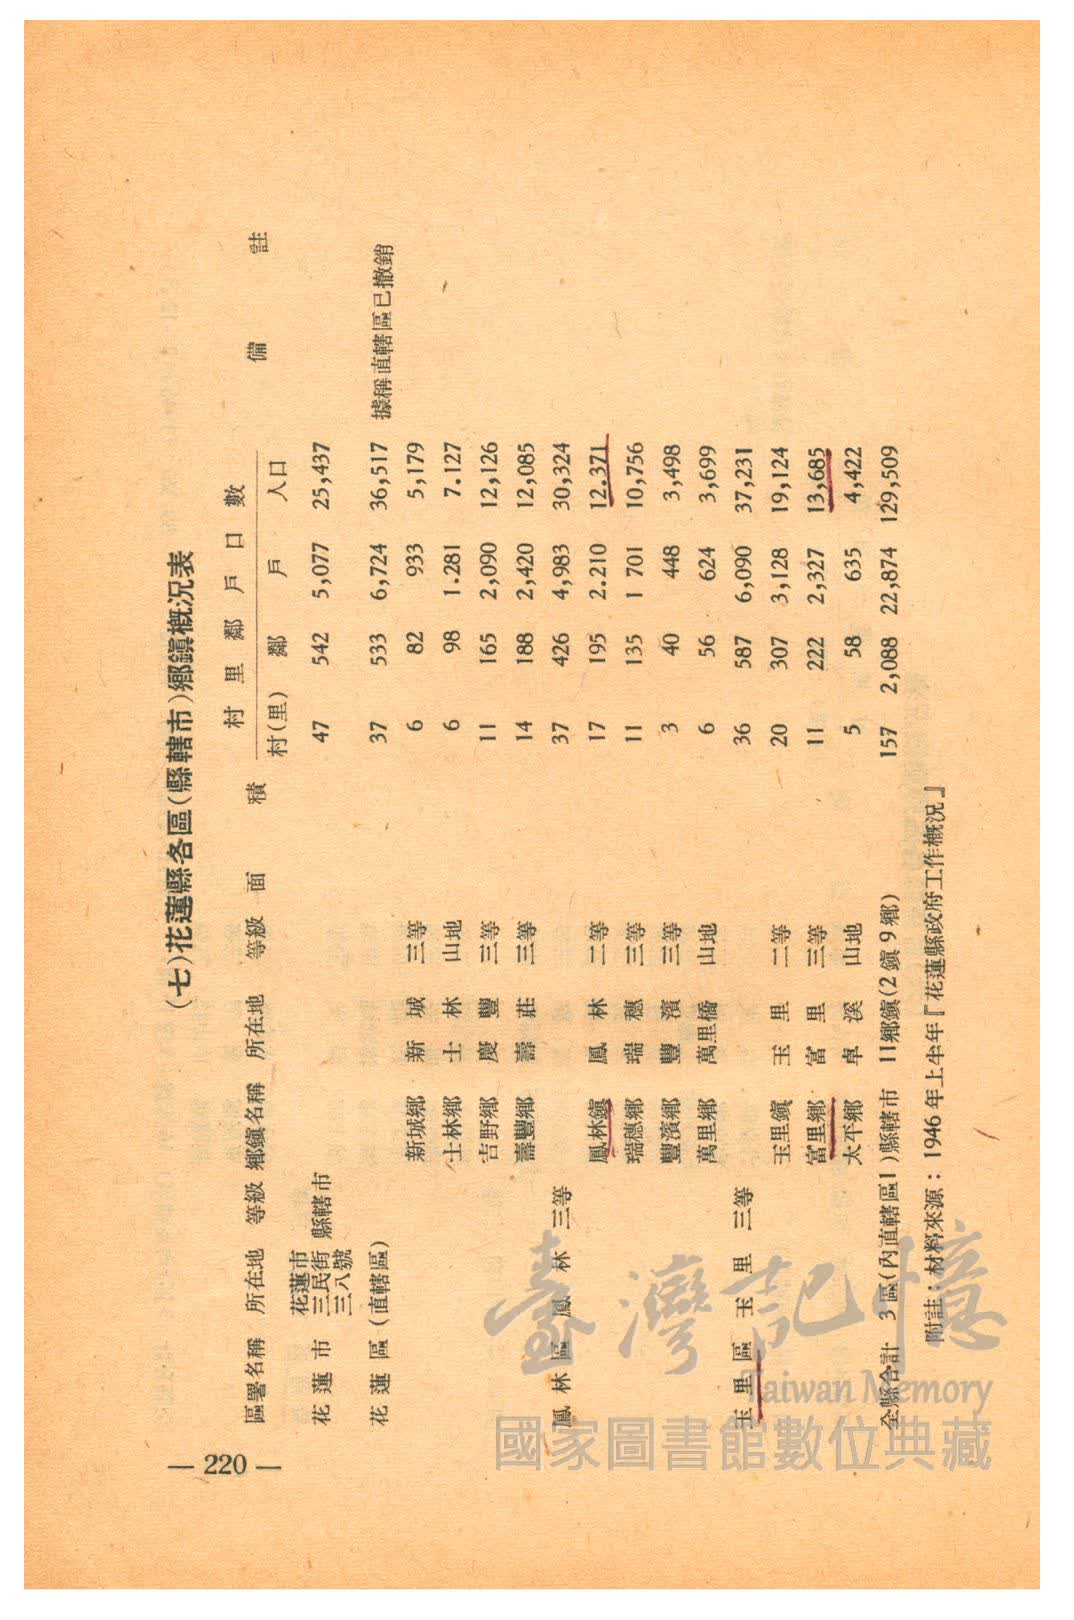 (七)花蓮縣各區(縣轄市)鄉鎭概況表
村里鄰戶口數
區署名稱 所在地 等級 鄉鎭名稱 所在地 等級 面積 村(里) 鄰 戶 人口 備註
花蓮市 花蓮市三民街三八號 縣轄市 47 542 5,077 25,437
花蓮區(直轄區) 37 533 6,724 36,517 據稱直轄區已撤銷
新城鄉 新城 三等 6 82 933 5,179
士林鄉 士林 山地 6 98 1.281 7.127
吉野鄉 慶豐 三等 11 165 2,090 12,126
壽豐鄉 壽莊 三等 14 188 2,420 12,085
鳳林區 鳳林 三等 37 426 4,983 30,324
鳳林鎭 鳳林 二等 17 195 2.210 12.371
瑞穗鄉 瑞穗 三等 11 135 1 701 10,756
豐濱鄉 豐濱 三等 3 40 448 3,498
萬里鄉 萬里橋 山地 6 56 624 3,699
玉里區 玉里 三等 36 587 6,090 37,231
玉里鎭 玉里 二等 20 307 3,128 19,124
富里鄉 富里 三等 11 222 2,327 13,685
太平鄉 卓溪 山地 5 58 635 4,422
全縣合計 3區(內直轄區1)縣轄市 11鄉鎭(2鎭9鄉) 157 2,088 22,874 129,509
附註:材料來源:1946年上半年『花蓮縣政府工作概況』
— 220 —
臺灣記憶
Taiwan Memory
國家圖書館數位典藏